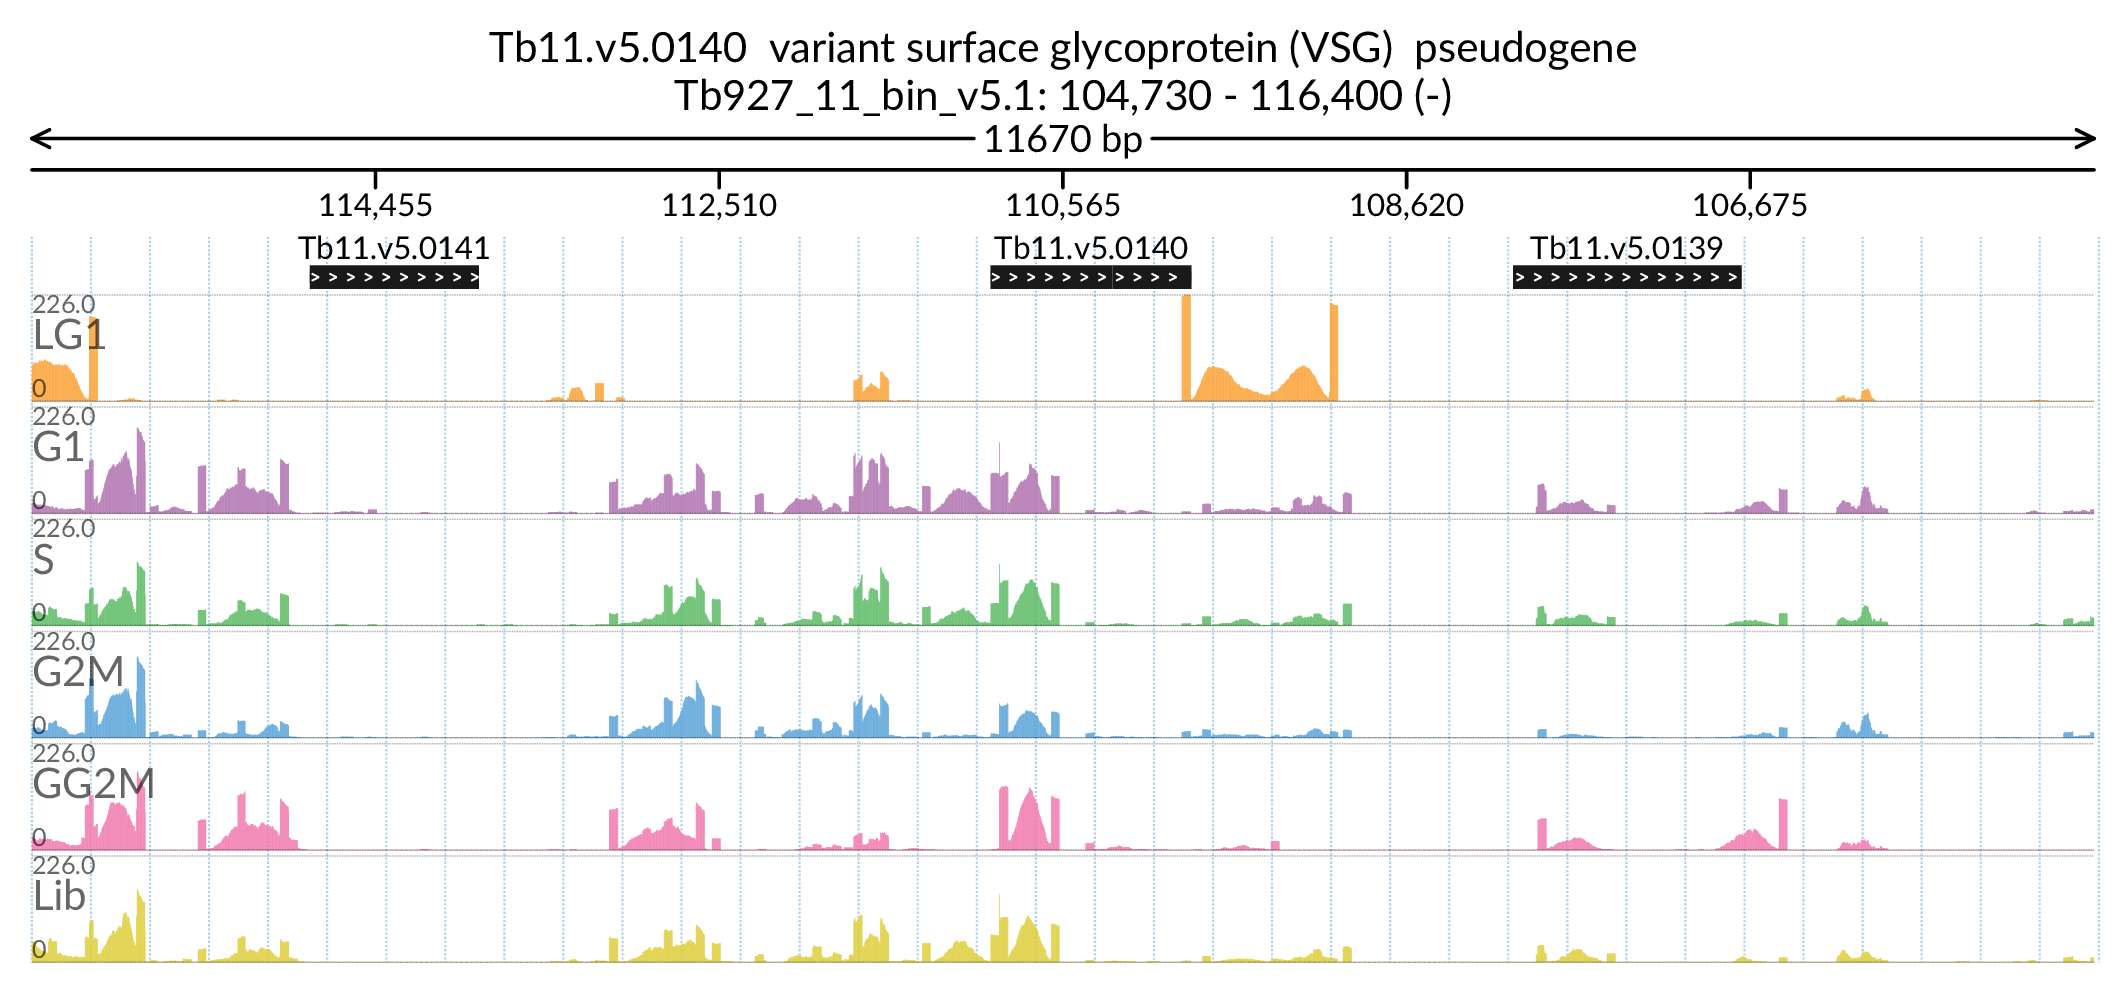 Tb11.v5.0140 variant surface glycoprotein (VSG) pseudogene
Tb927_11_bin_v5.1: 104,730 - 116,400 (-)
11670 bp
114,455 112,510 110,565 108,620 106,675
Tb11.v5.0141 Tb11.v5.0140 Tb11.v5.0139
226.0
LG1
0
226.0
G1
0
226.0
S
0
226.0
G2M
0
226.0
GG2M
0
226.0
Lib
0